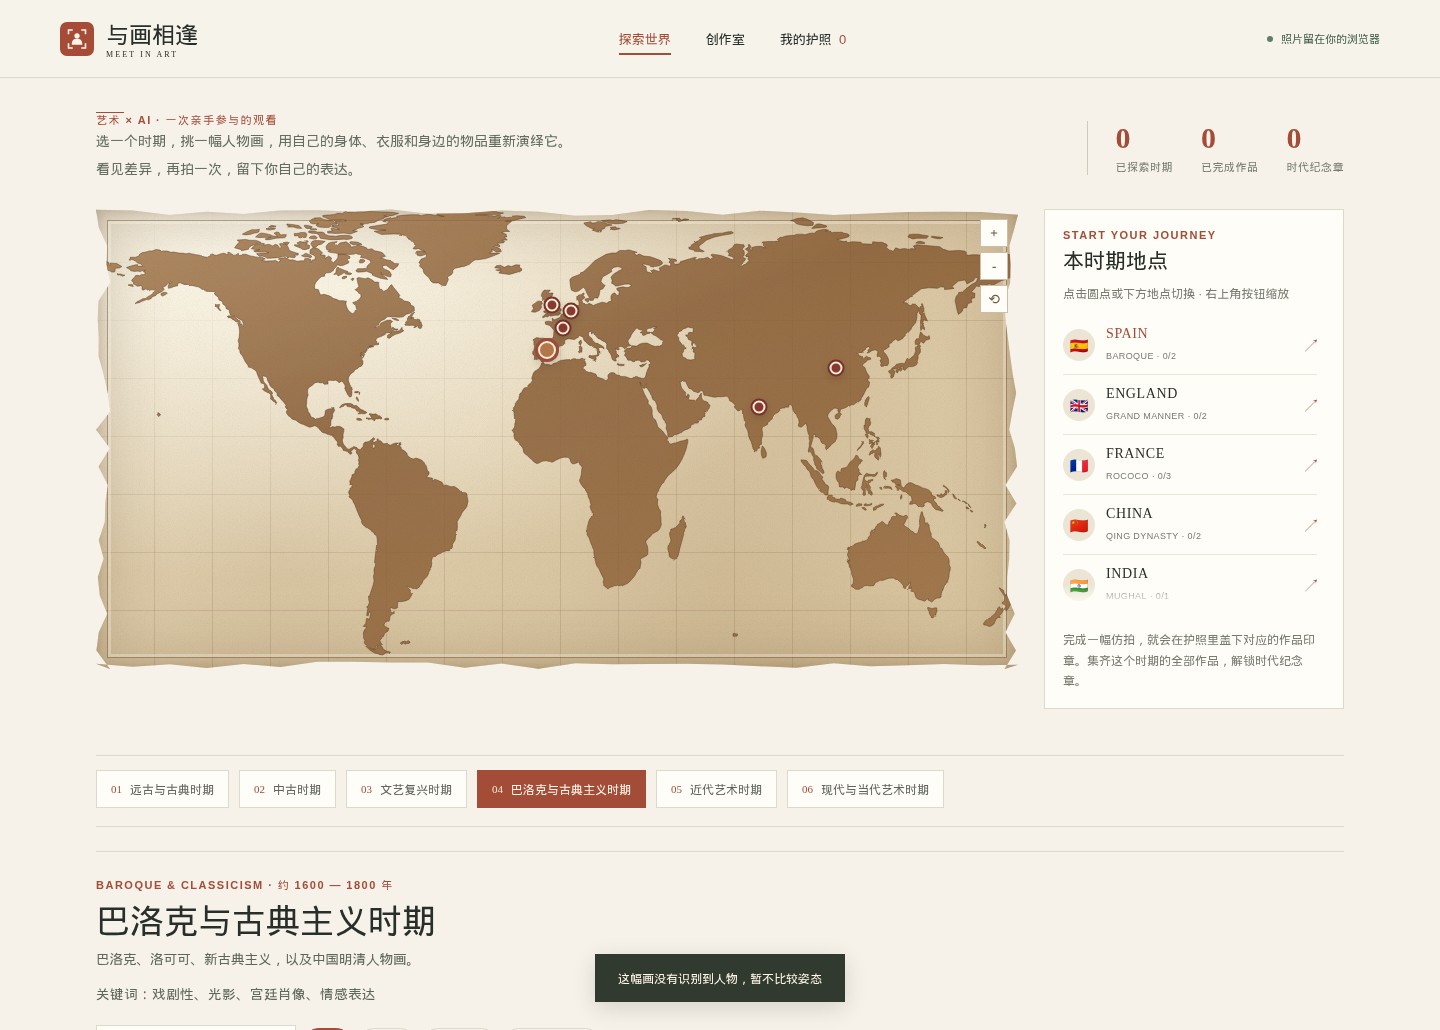 与画相逢
MEET IN ART
探索世界
创作室
我的护照 0
照片留在你的浏览器
艺术 × AI · 一次亲手参与的观看
选一个时期，挑一幅人物画，用自己的身体、衣服和身边的物品重新演绎它。
看见差异，再拍一次，留下你自己的表达。
0
已探索时期
0
已完成作品
0
时代纪念章
+
-
⟲
START YOUR JOURNEY
本时期地点
点击圆点或下方地点切换 · 右上角按钮缩放
SPAIN
BAROQUE · 0/2
ENGLAND
GRAND MANNER · 0/2
FRANCE
ROCOCO · 0/3
CHINA
QING DYNASTY · 0/2
INDIA
MUGHAL · 0/1
完成一幅仿拍，就会在护照里盖下对应的作品印
章。集齐这个时期的全部作品，解锁时代纪念
章。
01 远古与古典时期
02 中古时期
03 文艺复兴时期
04 巴洛克与古典主义时期
05 近代艺术时期
06 现代与当代艺术时期
BAROQUE & CLASSICISM · 约 1600 — 1800 年
巴洛克与古典主义时期
巴洛克、洛可可、新古典主义，以及中国明清人物画。
关键词：戏剧性、光影、宫廷肖像、情感表达
这幅画没有识别到人物，暂不比较姿态